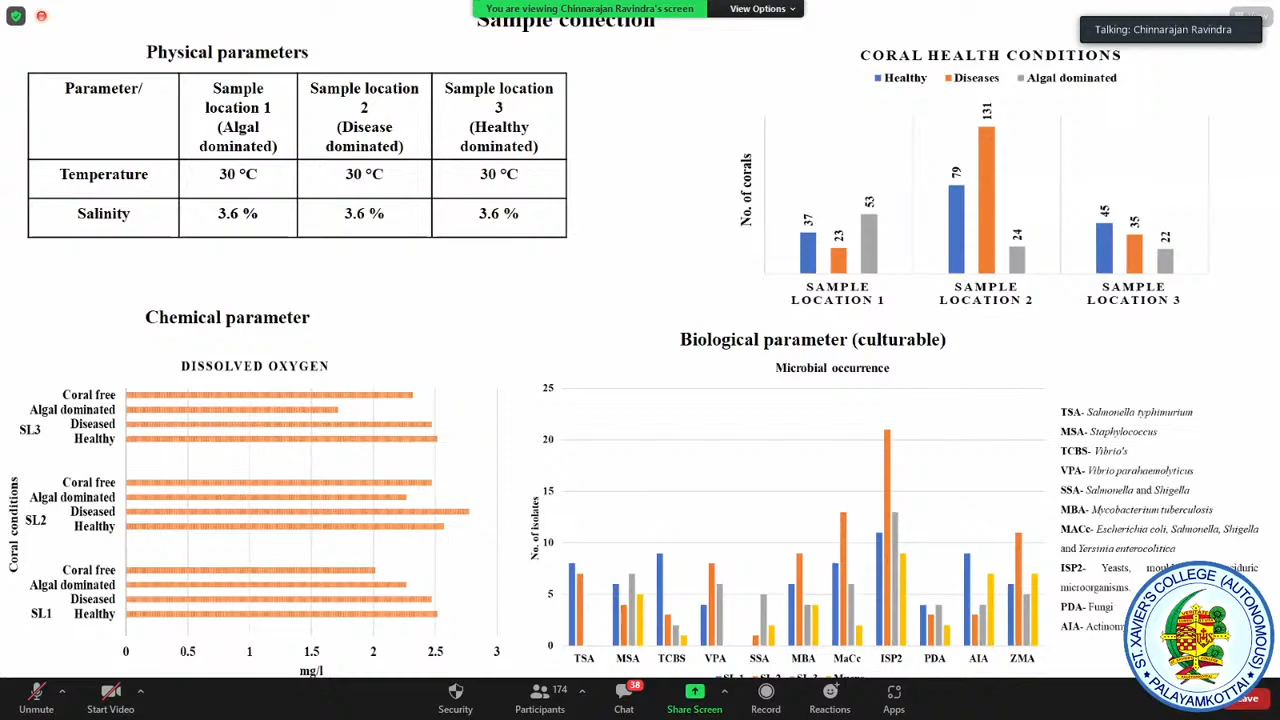 You are viewing Chinnarajan Ravindra's screen
View Options
View
Talking: Chinnarajan Ravindra
Sample collection
Physical parameters
Parameter/
Sample location 1 (Algal dominated)
Sample location 2 (Disease dominated)
Sample location 3 (Healthy dominated)
Temperature 30 °C 30 °C 30 °C
Salinity 3.6 % 3.6 % 3.6 %
CORAL HEALTH CONDITIONS
Healthy Diseases Algal dominated
No. of corals
37 23 53 79 131 24 45 35 22
SAMPLE LOCATION 1
SAMPLE LOCATION 2
SAMPLE LOCATION 3
Chemical parameter
DISSOLVED OXYGEN
Coral conditions
SL3
Coral free
Algal dominated
Diseased
Healthy
SL2
Coral free
Algal dominated
Diseased
Healthy
SL1
Coral free
Algal dominated
Diseased
Healthy
0 0.5 1 1.5 2 2.5 3
mg/l
Biological parameter (culturable)
Microbial occurrence
No. of isolates
25
20
15
10
5
0
TSA MSA TCBS VPA SSA MBA MaCc ISP2 PDA AIA ZMA
TSA- Salmonella typhimurium
MSA- Staphylococcus
TCBS- Vibrio's
VPA- Vibrio parahaemolyticus
SSA- Salmonella and Shigella
MBA- Mycobacterium tuberculosis
MACc- Escherichia coli, Salmonella, Shigella
and Yersinia enterocolitica
ISP2- Yeasts,
microorganisms.
PDA- Fungi
AIA-
ST. XAVIER'S COLLEGE (AUTONOMOUS)
PALAYAMKOTTAI
Unmute
Start Video
Security
174
Participants
38
Chat
Share Screen
Record
Reactions
Apps